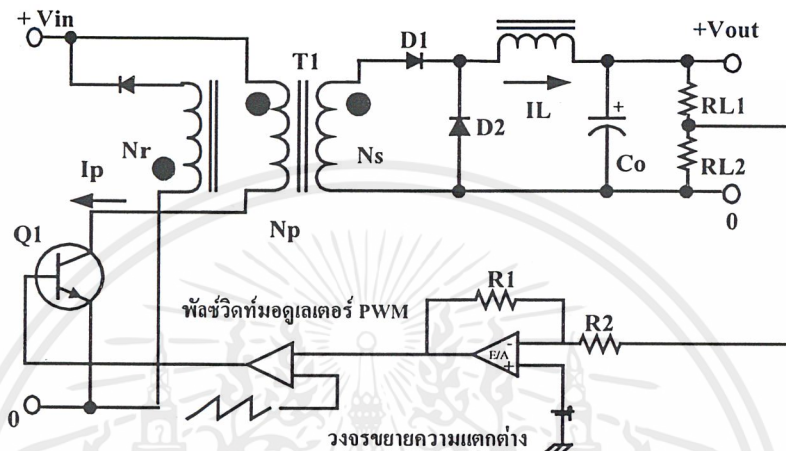 + Vin
D1
T1
+Vout
IL
RL1
D2
Nr
Ns
Co
RL2
Ip
0
Q1
Np
พัลซ์วิดท์มอดูเลเตอร์ PWM
R1
R2
E/A
-
+
+
0
วงจรขยายความแตกต่าง